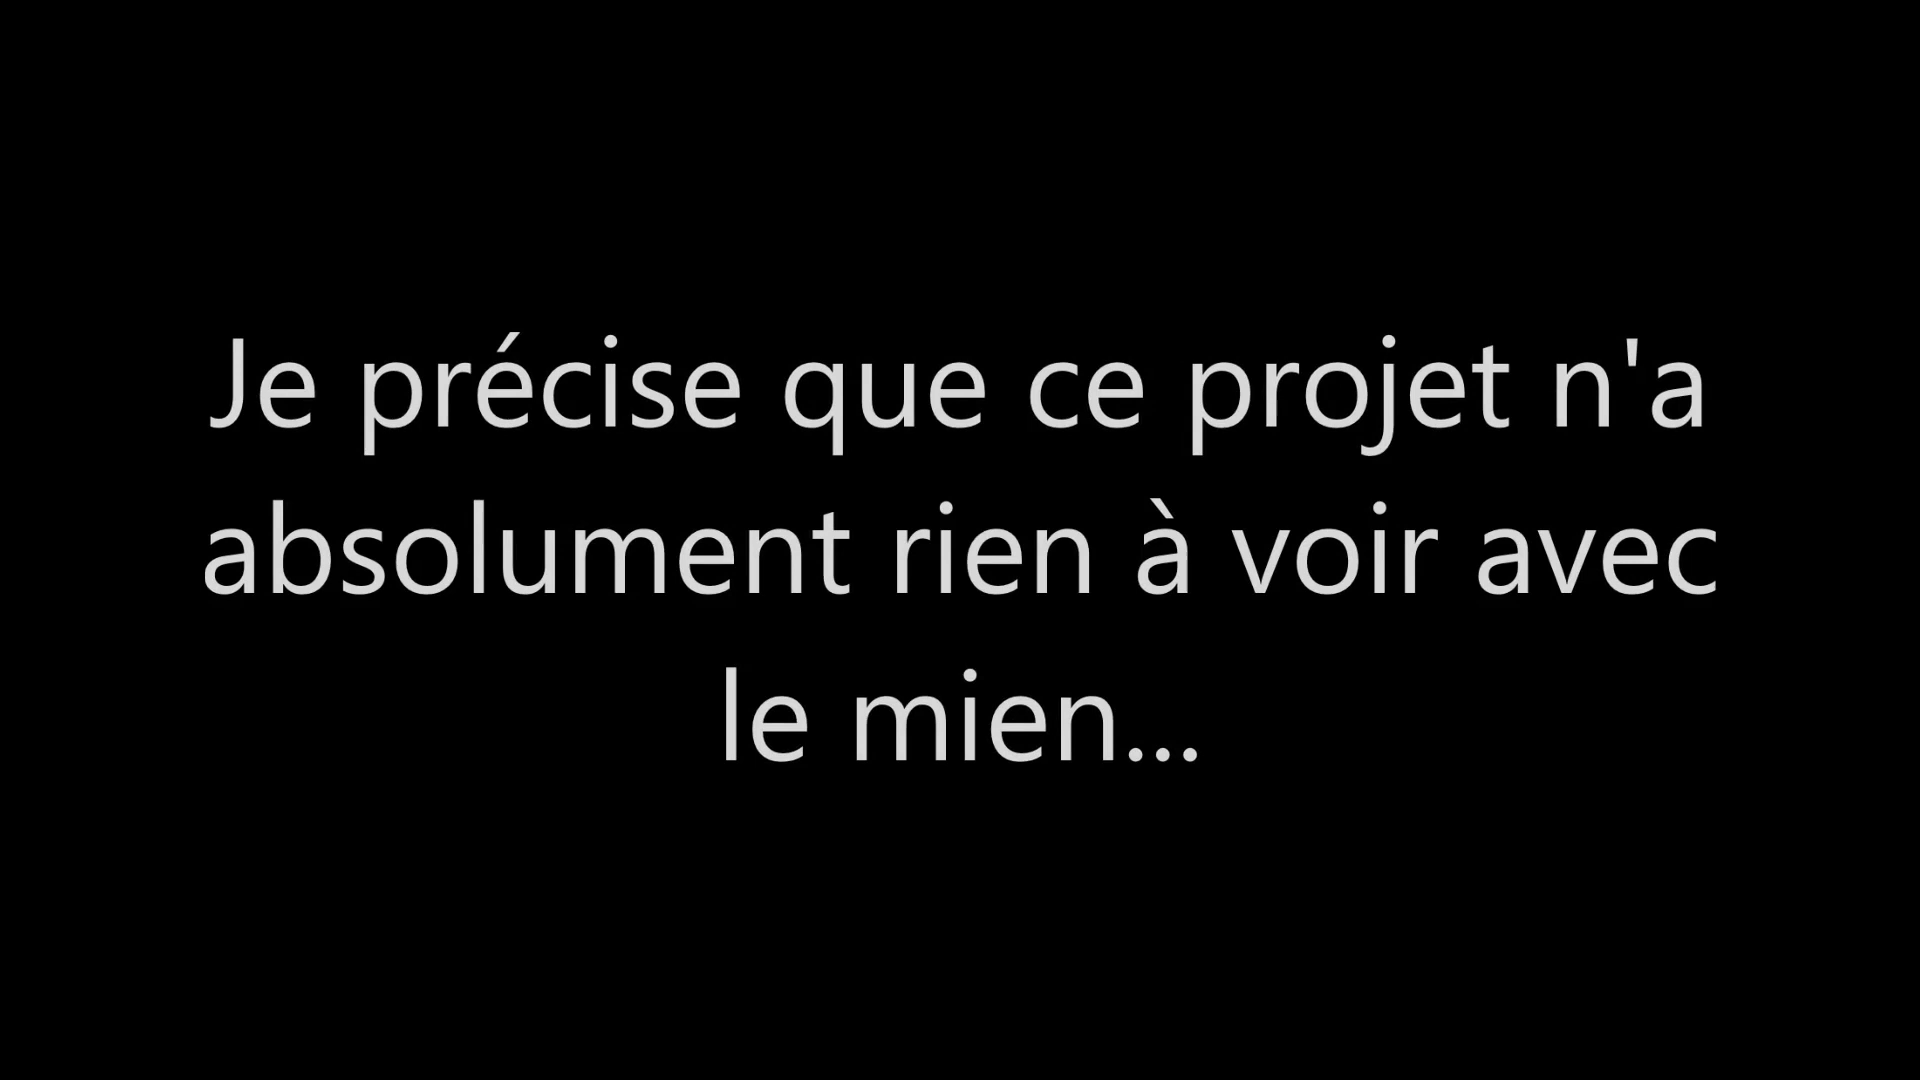 Je précise que ce projet n'a
absolument rien à voir avec
le mien...